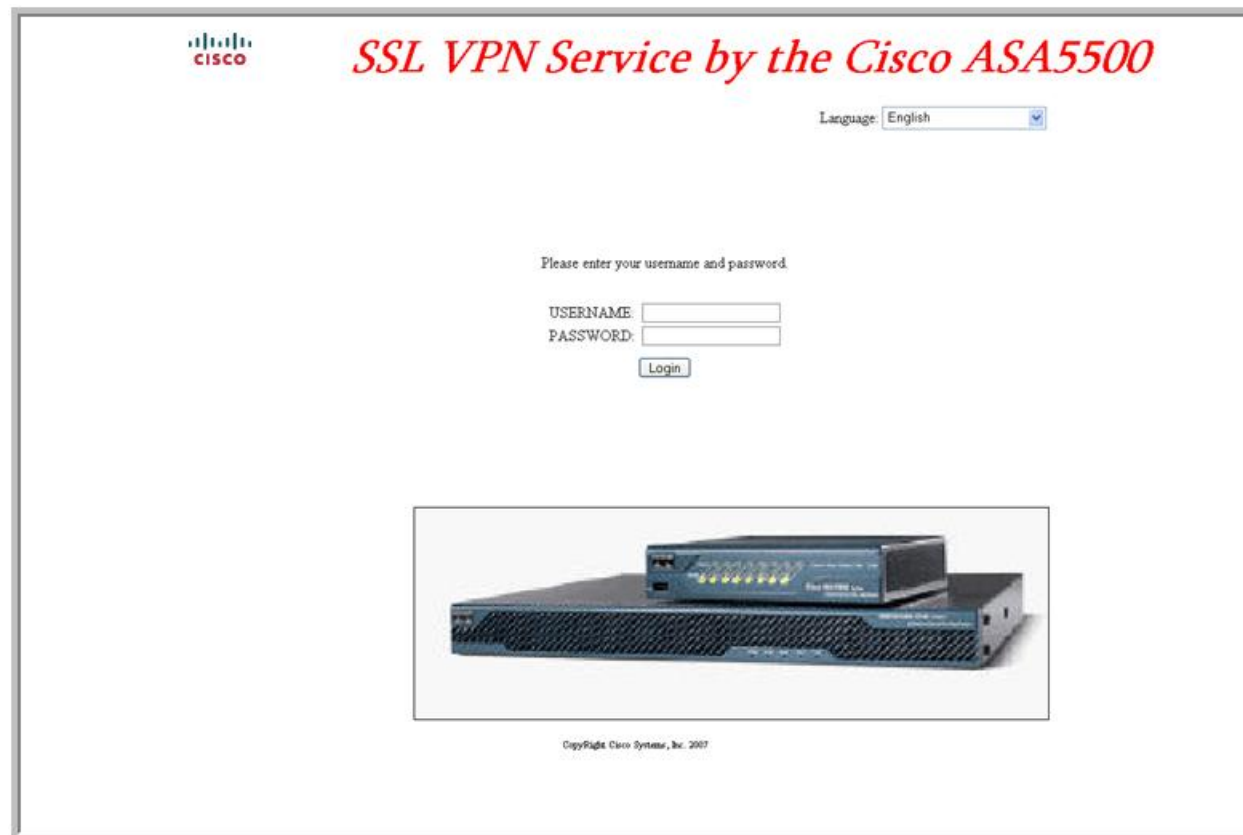 CISCO
SSL VPN Service by the Cisco ASA5500
Language: English
Please enter your username and password.
USERNAME:
PASSWORD:
Login
CopyRight Cisco Systems, Inc. 2007